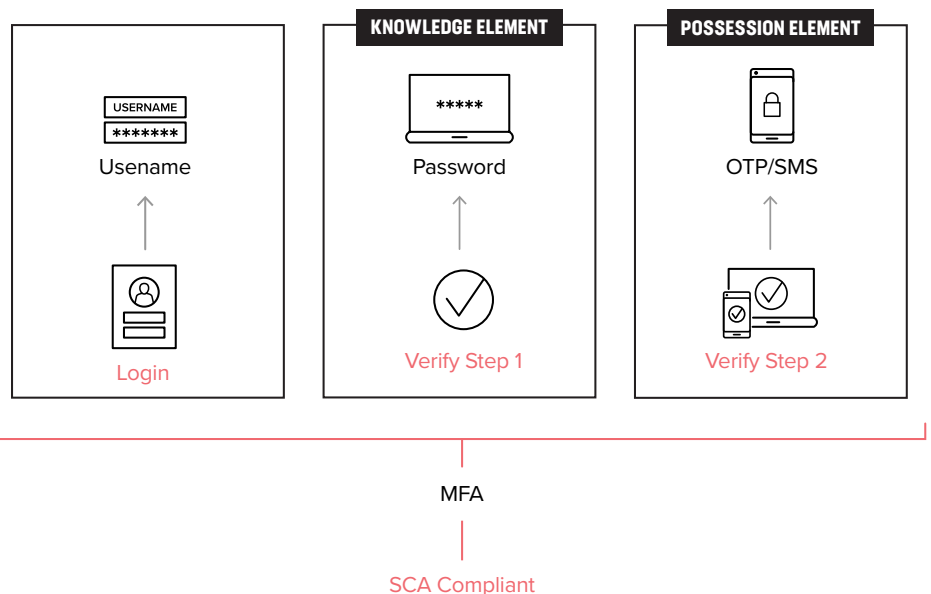 KNOWLEDGE ELEMENT
POSSESSION ELEMENT
USERNAME
*******
Usename
Login
*****
Password
Verify Step 1
OTP/SMS
Verify Step 2
MFA
SCA Compliant